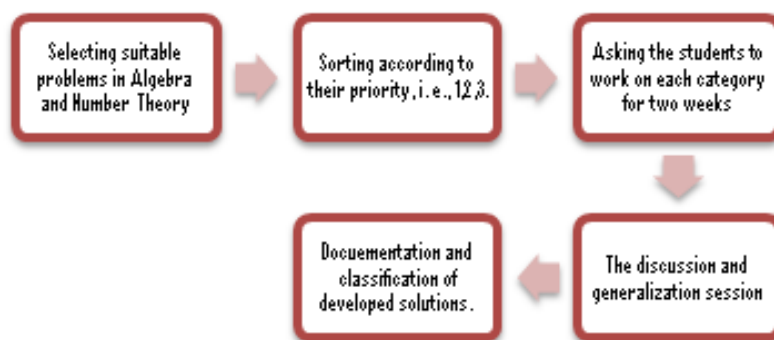 Selecting suitable
problems in Algebra
and Number Theory
Sorting according to
their priority, i. e., 1,2,3.
Asking the students to
work on each category
for two weeks
The discussion and
generalization session
Docuementation and
classification of
developed solutions.